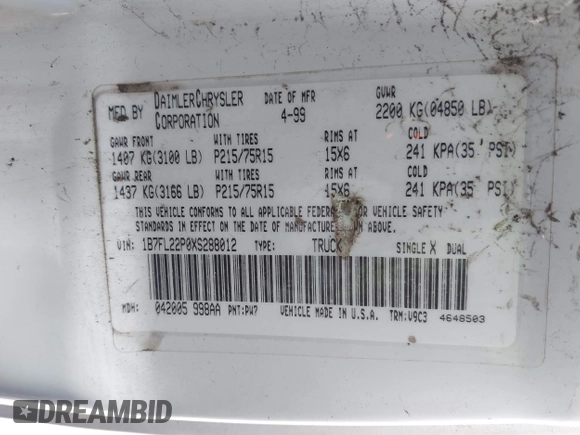 MFD BY DAIMLERCHRYSLER CORPORATION DATE OF MFR 4-99 GVWR 2200 KG(04850 LB)
GAWR FRONT WITH TIRES RIMS AT COLD
1407 KG(3100 LB) P215/75R15 15X6 241 KPA(35 PSI)
GAWR REAR WITH TIRES RIMS AT COLD
1437 KG(3166 LB) P215/75R15 15X6 241 KPA(35 PSI)
THIS VEHICLE CONFORMS TO ALL APPLICABLE FEDERAL MOTOR VEHICLE SAFETY
STANDARDS IN EFFECT ON THE DATE OF MANUFACTURE SHOWN ABOVE
VIN: 1B7FL22P0XS288012 TYPE: TRUCK SINGLE X DUAL
MDH: 042005 998AA PNT:PW7 VEHICLE MADE IN U.S.A. TRM:V9C3 4648503
DREAMBID